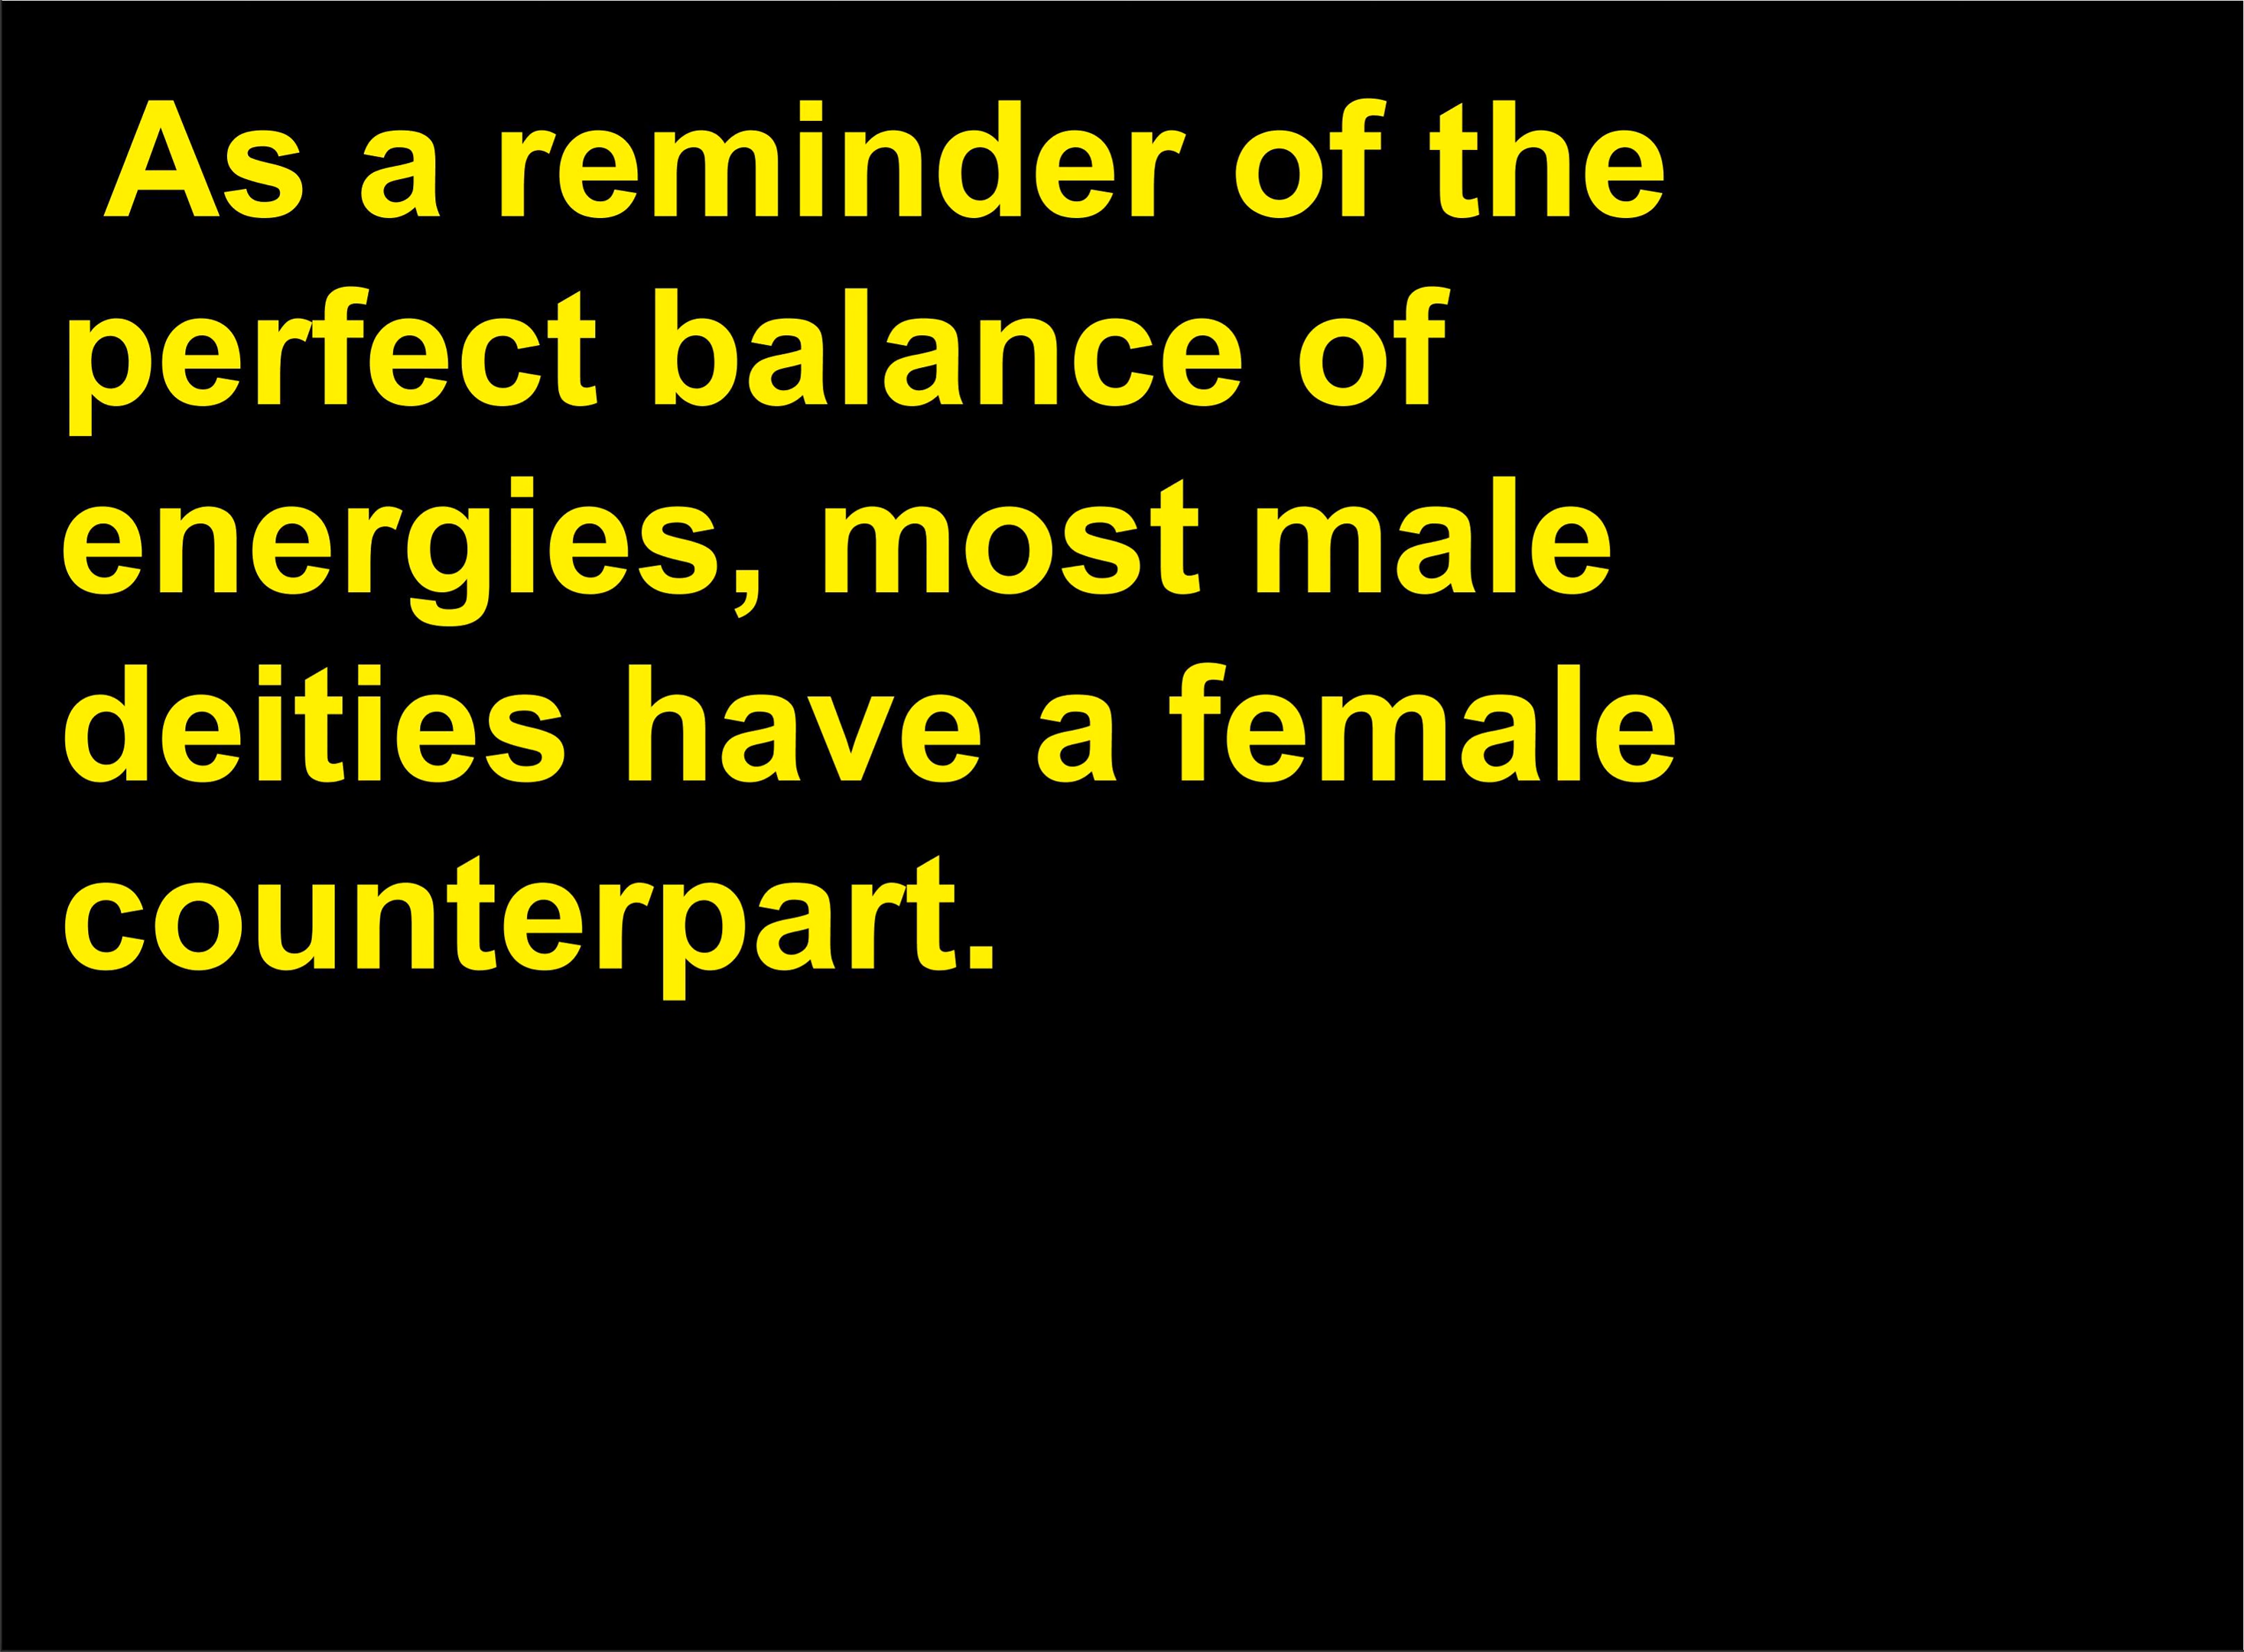 As a reminder of the
perfect balance of
energies, most male
deities have a female
counterpart.